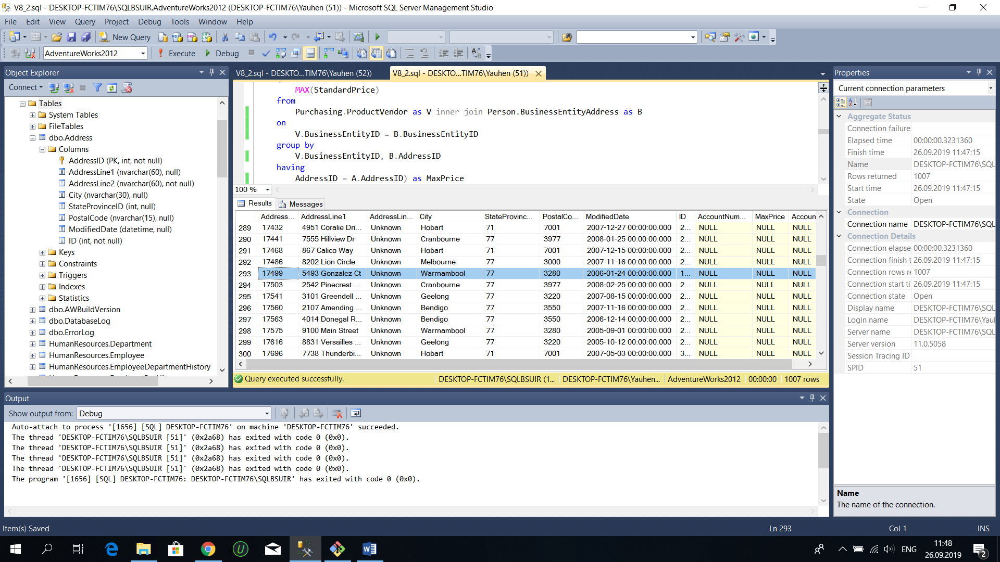 V8_2.sql - DESKTOP-FCTIM76\SQLBSUIR.AdventureWorks2012 (DESKTOP-FCTIM76\Yauhen (51)) - Microsoft SQL Server Management Studio
File Edit View Query Project Debug Tools Window Help
New Query
AdventureWorks2012 Execute Debug
Object Explorer
Connect
Tables
System Tables
FileTables
dbo.Address
Columns
AddressID (PK, int, not null)
AddressLine1 (nvarchar(60), null)
AddressLine2 (nvarchar(60), not null)
City (nvarchar(30), null)
StateProvinceID (int, null)
PostalCode (nvarchar(15), null)
ModifiedDate (datetime, null)
ID (int, not null)
Keys
Constraints
Triggers
Indexes
Statistics
dbo.AWBuildVersion
dbo.DatabaseLog
dbo.ErrorLog
HumanResources.Department
HumanResources.Employee
HumanResources.EmployeeDepartmentHistory
V8_2.sql - DESKTO...TIM76\Yauhen (52)) V8_2.sql - DESKTO...TIM76\Yauhen (51))
MAX(StandardPrice)
from
Purchasing.ProductVendor as V inner join Person.BusinessEntityAddress as B
on
V.BusinessEntityID = B.BusinessEntityID
group by
V.BusinessEntityID, B.AddressID
having
AddressID = A.AddressID) as MaxPrice
100 %
Results Messages
Address... AddressLine1 AddressLin... City StateProvinc... PostalCo... ModifiedDate ID AccountNum... MaxPrice Accoun
289 17432 4951 Coralie Dri... Unknown Hobart 71 7001 2007-12-27 00:00:00.000 2... NULL NULL NULL
290 17441 7555 Hillview Dr Unknown Cranbourne 77 3977 2008-01-25 00:00:00.000 2... NULL NULL NULL
291 17468 867 Calico Way Unknown Hobart 71 7001 2007-12-15 00:00:00.000 2... NULL NULL NULL
292 17486 8202 Lion Circle Unknown Melbourne 77 3000 2007-11-16 00:00:00.000 2... NULL NULL NULL
293 17499 5493 Gonzalez Ct Unknown Warrnambool 77 3280 2006-01-24 00:00:00.000 1... NULL NULL NULL
294 17503 2542 Pinecrest ... Unknown Cranbourne 77 3977 2008-02-25 00:00:00.000 2... NULL NULL NULL
295 17541 3101 Greendell ... Unknown Geelong 77 3220 2007-08-15 00:00:00.000 2... NULL NULL NULL
296 17560 2107 Amending ... Unknown Bendigo 77 3550 2007-11-16 00:00:00.000 2... NULL NULL NULL
297 17563 4014 Donegal R... Unknown Bendigo 77 3550 2006-12-14 00:00:00.000 2... NULL NULL NULL
298 17575 9100 Main Street Unknown Warrnambool 77 3280 2005-09-01 00:00:00.000 2... NULL NULL NULL
299 17616 8831 Versailles ... Unknown Geelong 77 3220 2005-10-12 00:00:00.000 2... NULL NULL NULL
300 17696 7738 Thunderbi... Unknown Hobart 71 7001 2007-05-03 00:00:00.000 3... NULL NULL NULL
Query executed successfully. DESKTOP-FCTIM76\SQLBSUIR (1... DESKTOP-FCTIM76\Yauhen... AdventureWorks2012 00:00:00 1007 rows
Properties
Current connection parameters
Aggregate Status
Connection failure
Elapsed time 00:00:00.3231360
Finish time 26.09.2019 11:47:15
Name DESKTOP-FCTIM76\SQL
Rows returned 1007
Start time 26.09.2019 11:47:15
State Open
Connection
Connection name DESKTOP-FCTIM76\SQL
Connection Details
Connection elapse 00:00:00.3231360
Connection finish t 26.09.2019 11:47:15
Connection rows re 1007
Connection start ti 26.09.2019 11:47:15
Connection state Open
Display name DESKTOP-FCTIM76\SQL
Login name DESKTOP-FCTIM76\Yau
Server name DESKTOP-FCTIM76\SQL
Server version 11.0.5058
Session Tracing ID
SPID 51
Name
The name of the connection.
Output
Show output from: Debug
Auto-attach to process '[1656] [SQL] DESKTOP-FCTIM76' on machine 'DESKTOP-FCTIM76' succeeded.
The thread 'DESKTOP-FCTIM76\SQLBSUIR [51]' (0x2a68) has exited with code 0 (0x0).
The thread 'DESKTOP-FCTIM76\SQLBSUIR [51]' (0x2a68) has exited with code 0 (0x0).
The thread 'DESKTOP-FCTIM76\SQLBSUIR [51]' (0x2a68) has exited with code 0 (0x0).
The thread 'DESKTOP-FCTIM76\SQLBSUIR [51]' (0x2a68) has exited with code 0 (0x0).
The program '[1656] [SQL] DESKTOP-FCTIM76: DESKTOP-FCTIM76\SQLBSUIR' has exited with code 0 (0x0).
Item(s) Saved Ln 293 Col 1 INS
ENG 11:48
26.09.2019 2